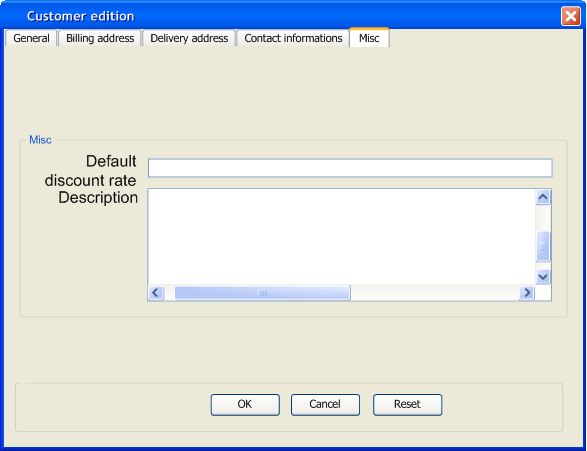 Customer edition
General Billing address Delivery address Contact informations Misc
Misc
Default
discount rate
Description
OK Cancel Reset